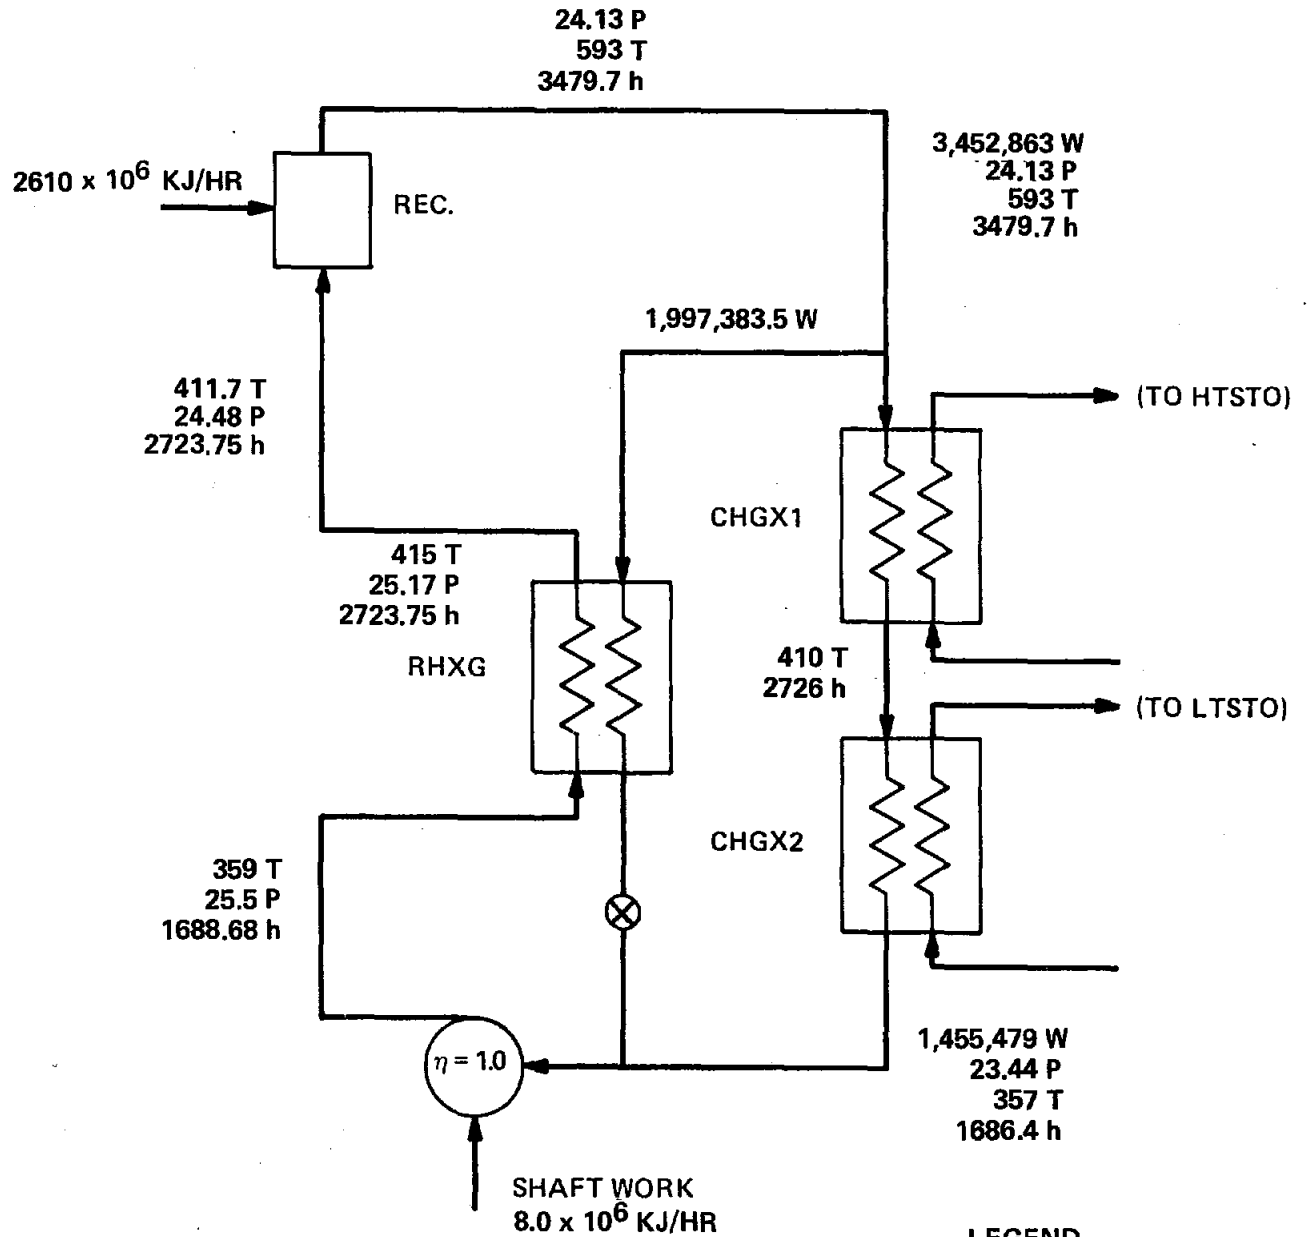 24.13 P
593 T
3479.7 h
3,452,863 W
24.13 P
593 T
3479.7 h
2610 x 10⁶ KJ/HR
REC.
1,997,383.5 W
411.7 T
24.48 P
2723.75 h
(TO HTSTO)
CHGX1
415 T
25.17 P
2723.75 h
RHXG
410 T
2726 h
(TO LTSTO)
CHGX2
359 T
25.5 P
1688.68 h
η = 1.0
1,455,479 W
23.44 P
357 T
1686.4 h
SHAFT WORK
8.0 x 10⁶ KJ/HR
LEGEND